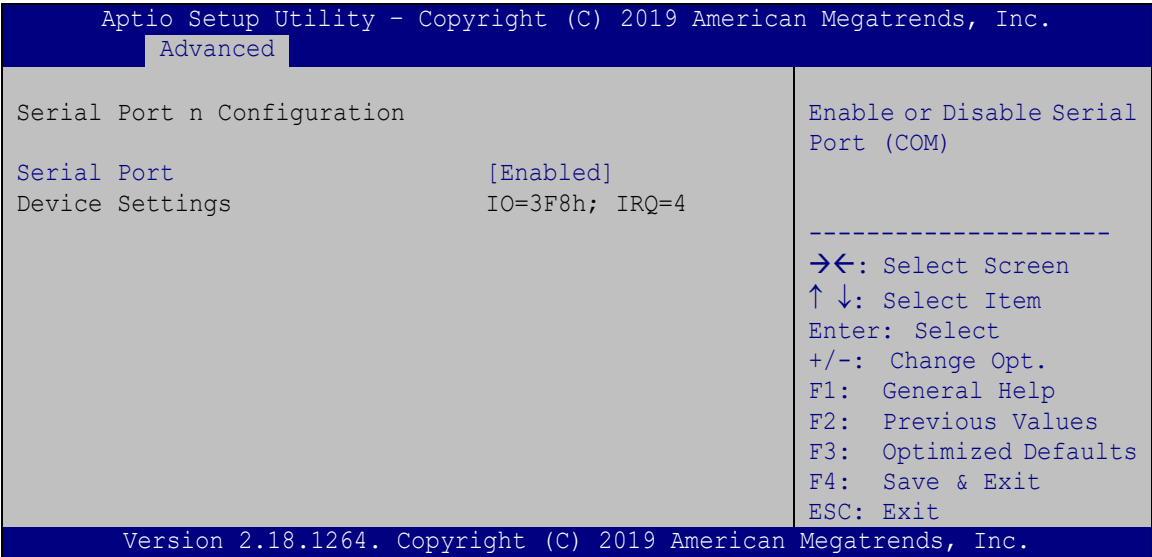 Aptio Setup Utility – Copyright (C) 2019 American Megatrends, Inc.
Advanced
Serial Port n Configuration
Serial Port [Enabled]
Device Settings IO=3F8h; IRQ=4
Enable or Disable Serial
Port (COM)
---------------------
→←: Select Screen
↑ ↓: Select Item
Enter: Select
+/-: Change Opt.
F1: General Help
F2: Previous Values
F3: Optimized Defaults
F4: Save & Exit
ESC: Exit
Version 2.18.1264. Copyright (C) 2019 American Megatrends, Inc.